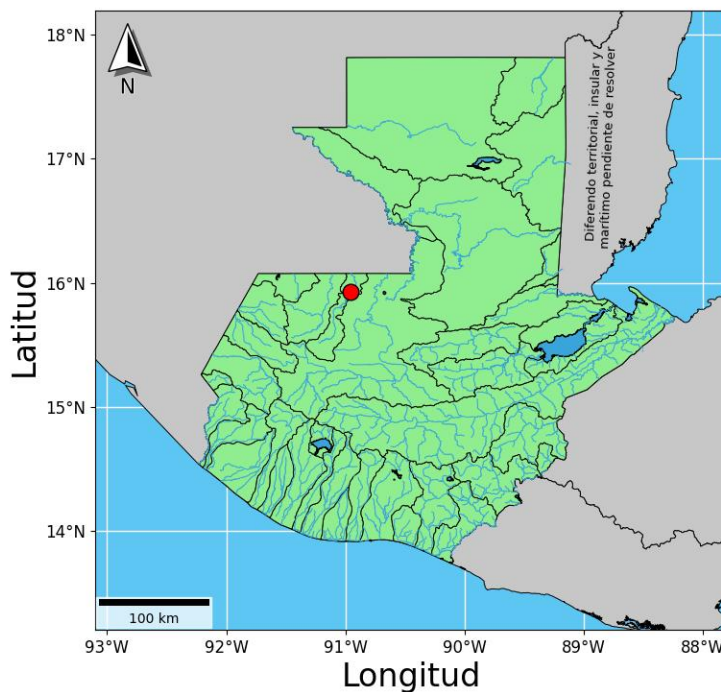 18°N
17°N
16°N
15°N
14°N
Latitud
N
Diferendo territorial, insular y
marítimo pendiente de resolver
100 km
93°W
92°W
91°W
90°W
89°W
88°W
Longitud